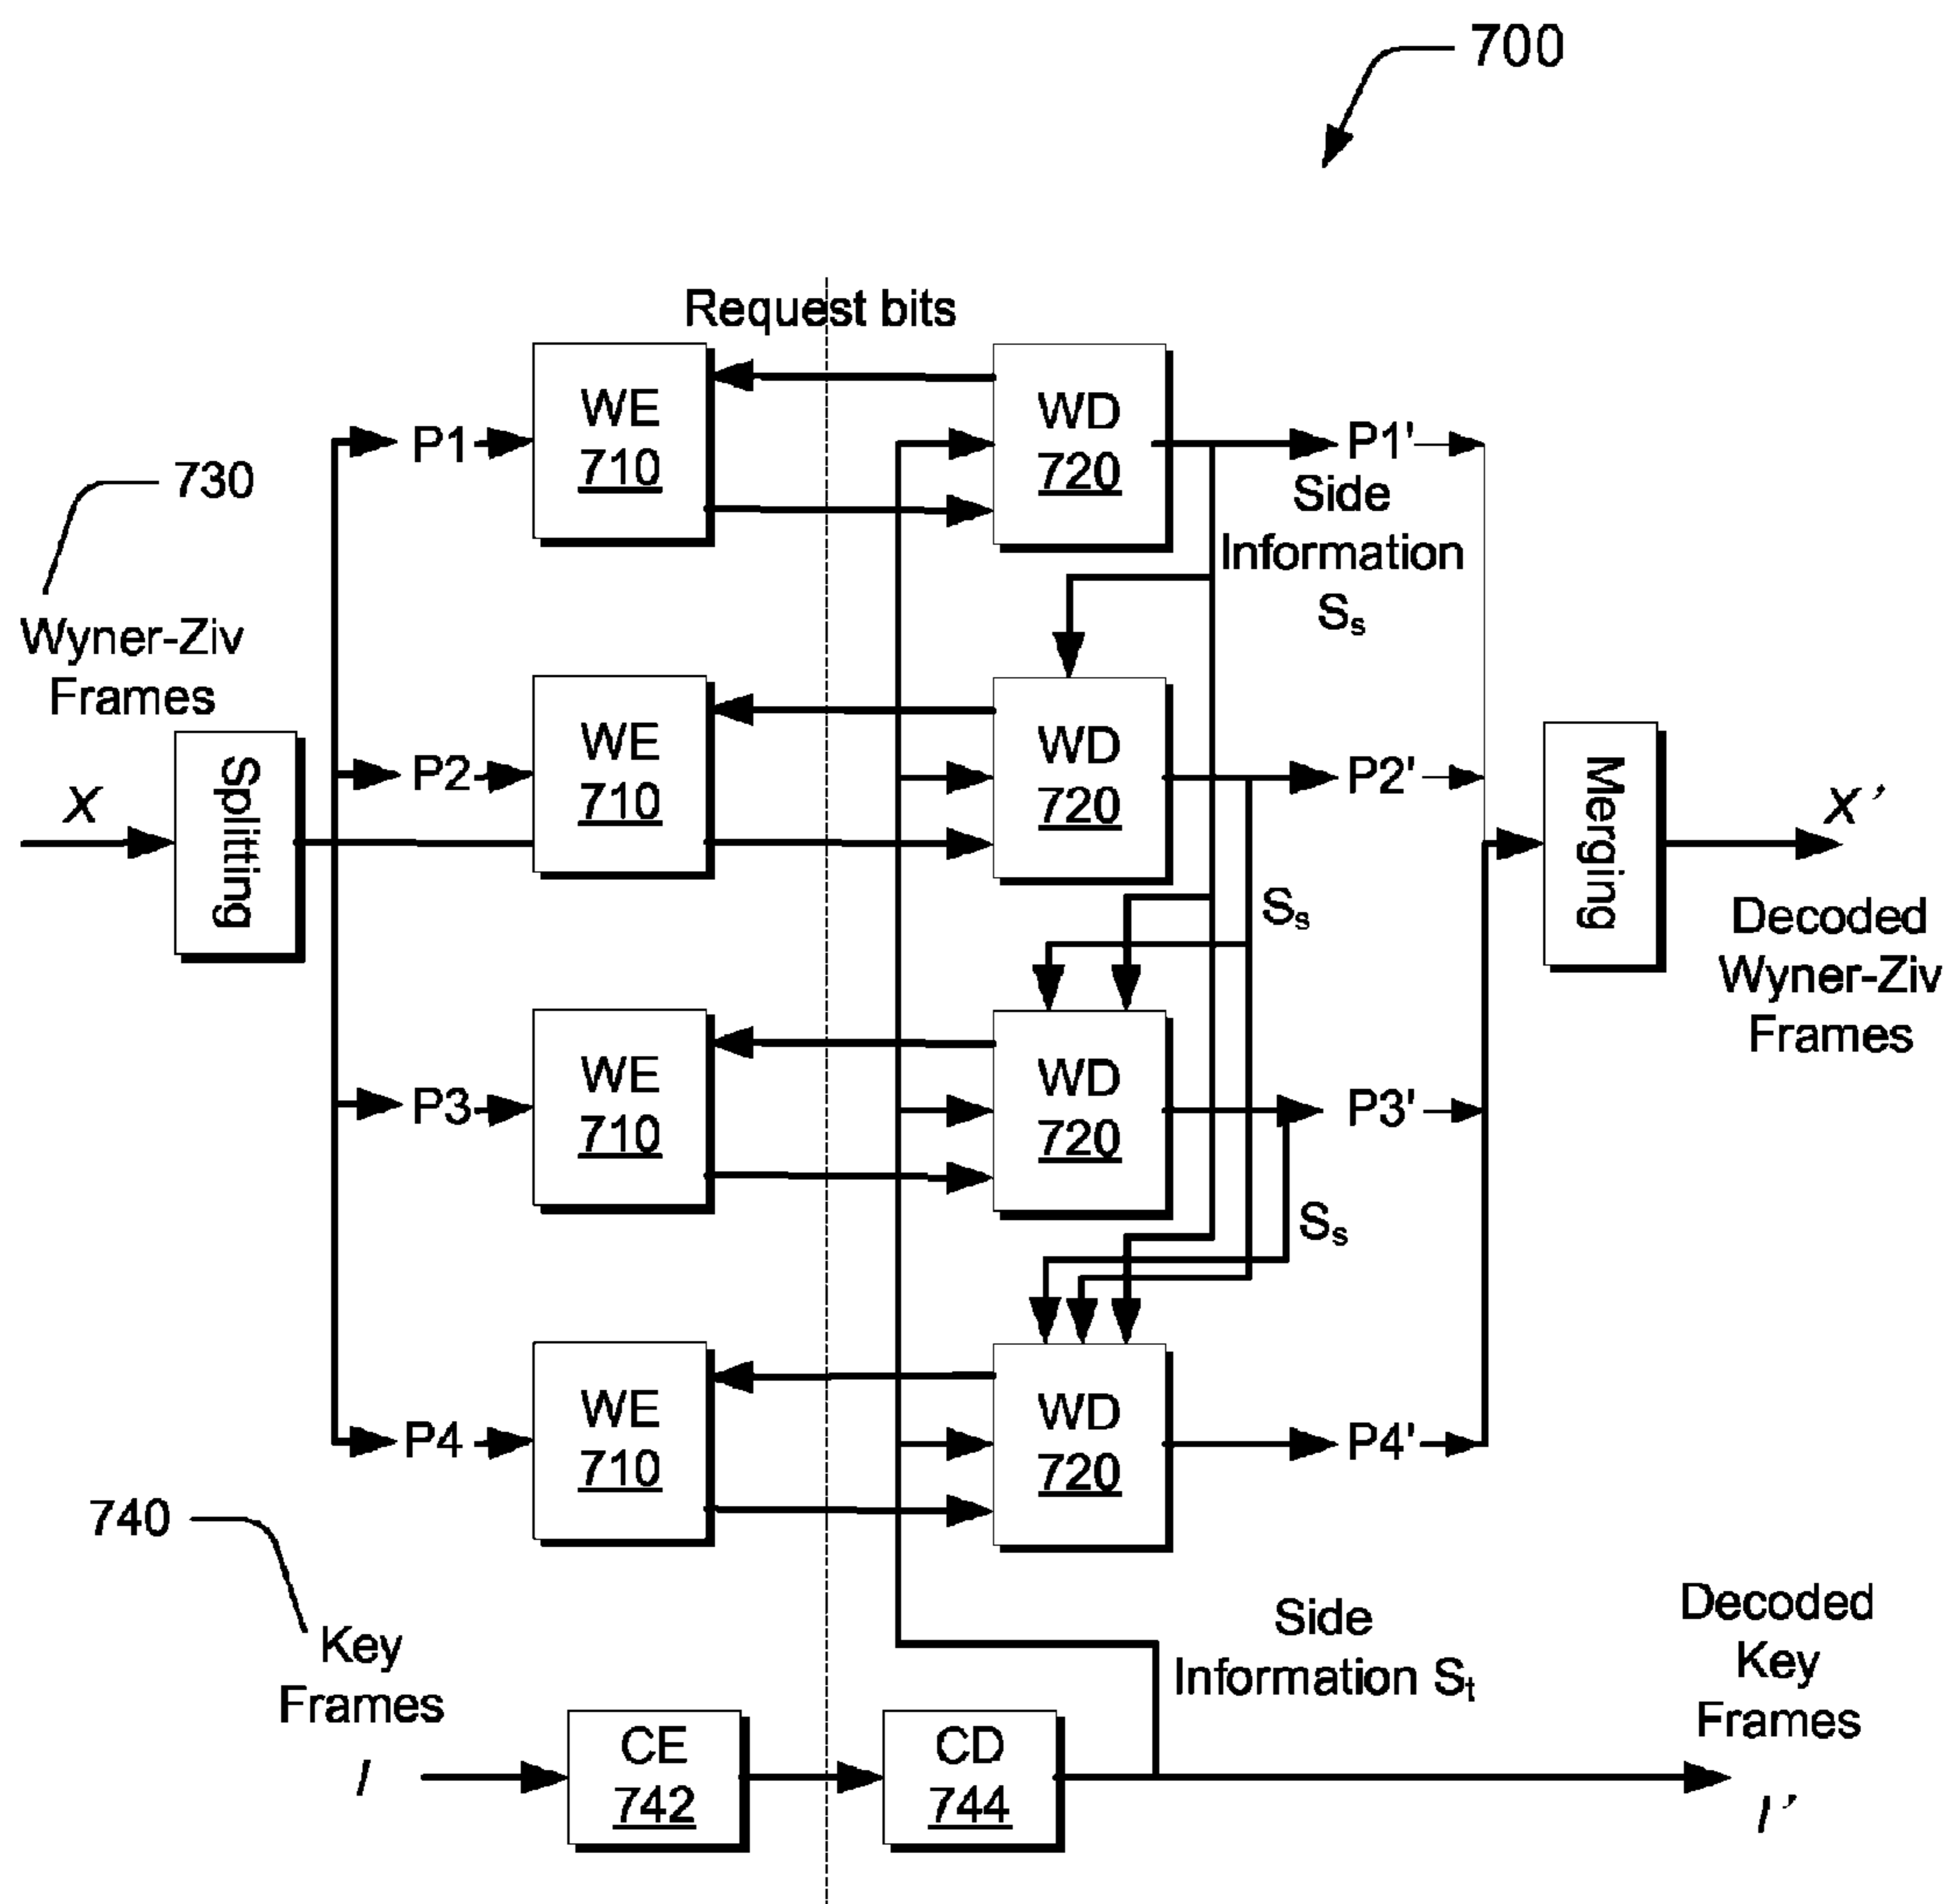 700
Request bits
WE
710
WD
720
P1
P1'
Side
Information
Ss
730
Wyner-Ziv
Frames
X
Splitting
P2
WE
710
WD
720
P2'
Merging
X'
Decoded
Wyner-Ziv
Frames
Ss
P3
WE
710
WD
720
P3'
Ss
P4
WE
710
WD
720
P4'
740
Key
Frames
I
CE
742
CD
744
Side
Information St
Decoded
Key
Frames
I'